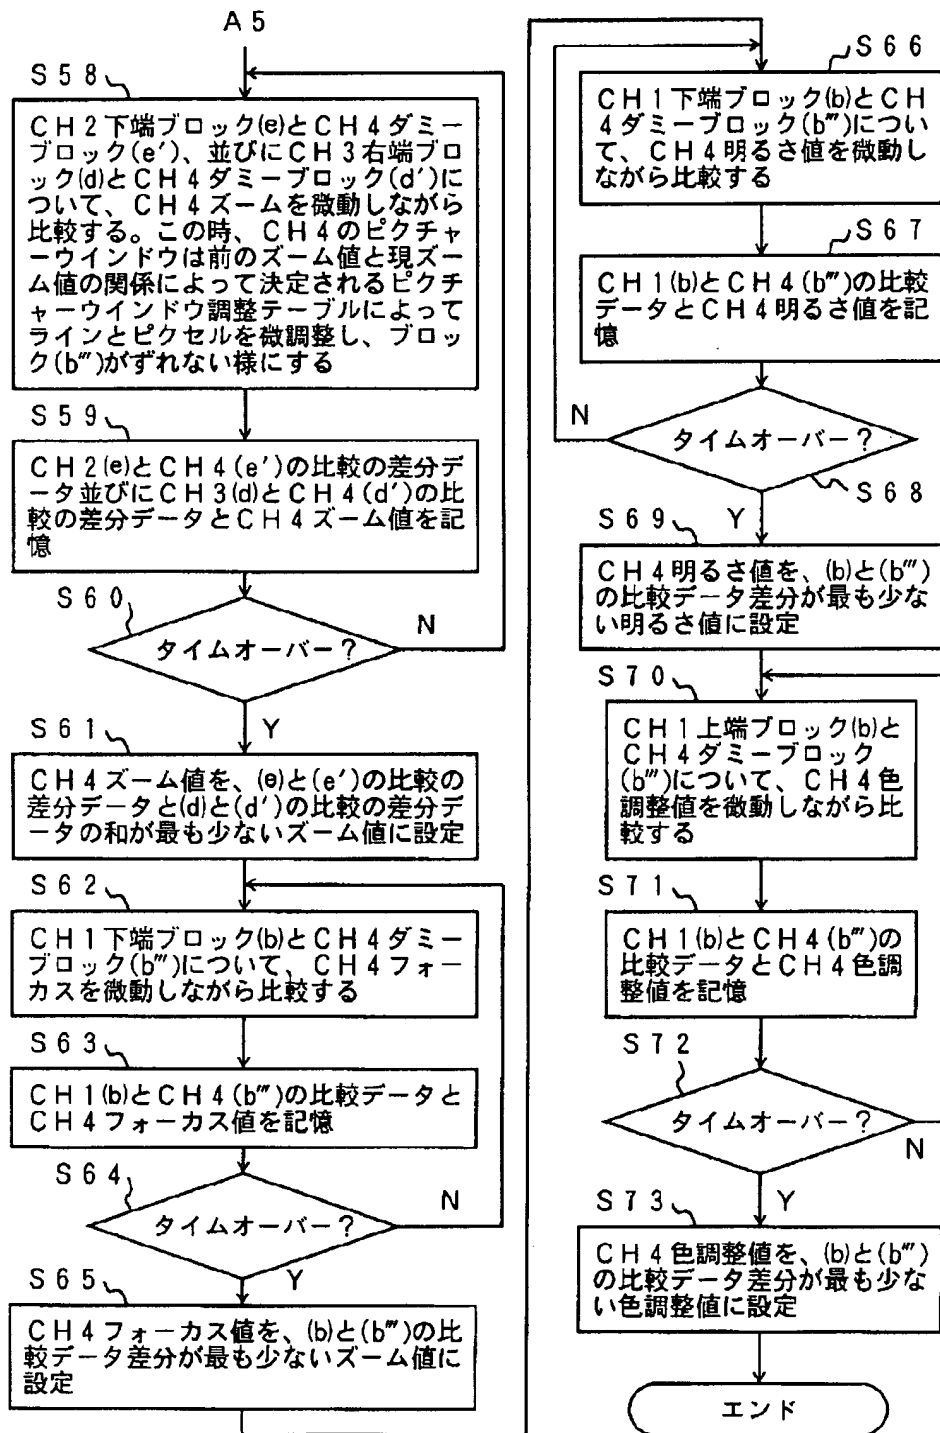 A5
S58
CH2下端ブロック(e)とCH4ダミー
ブロック(e′)、並びにCH3右端ブロ
ック(d)とCH4ダミーブロック(d′)に
ついて、CH4ズームを微動しながら
比較する。この時、CH4のピクチャ
ーウインドウは前のズーム値と現ズー
ム値の関係によって決定されるピクチ
ャーウインドウ調整テーブルによって
ラインとピクセルを微調整し、ブロッ
ク(b‴)がずれない様にする
S59
CH2(e)とCH4(e′)の比較の差分デ
ータ並びにCH3(d)とCH4(d′)の比
較の差分データとCH4ズーム値を記
憶
S60
タイムオーバー?
N
Y
S61
CH4ズーム値を、(e)と(e′)の比較の
差分データと(d)と(d′)の比較の差分デ
ータの和が最も少ないズーム値に設定
S62
CH1下端ブロック(b)とCH4ダミー
ブロック(b‴)について、CH4フォー
カスを微動しながら比較する
S63
CH1(b)とCH4(b‴)の比較データと
CH4フォーカス値を記憶
S64
タイムオーバー?
N
Y
S65
CH4フォーカス値を、(b)と(b‴)の比
較データ差分が最も少ないズーム値に
設定
S66
CH1下端ブロック(b)とCH
4ダミーブロック(b‴)につい
て、CH4明るさ値を微動し
ながら比較する
S67
CH1(b)とCH4(b‴)の比較
データとCH4明るさ値を記
憶
N
タイムオーバー?
S68
Y
S69
CH4明るさ値を、(b)と(b‴)
の比較データ差分が最も少な
い明るさ値に設定
S70
CH1上端ブロック(b)と
CH4ダミーブロック
(b‴)について、CH4色
調整値を微動しながら比
較する
S71
CH1(b)とCH4(b‴)の
比較データとCH4色調
整値を記憶
S72
タイムオーバー?
N
Y
S73
CH4色調整値を、(b)と(b‴)
の比較データ差分が最も少な
い色調整値に設定
エンド